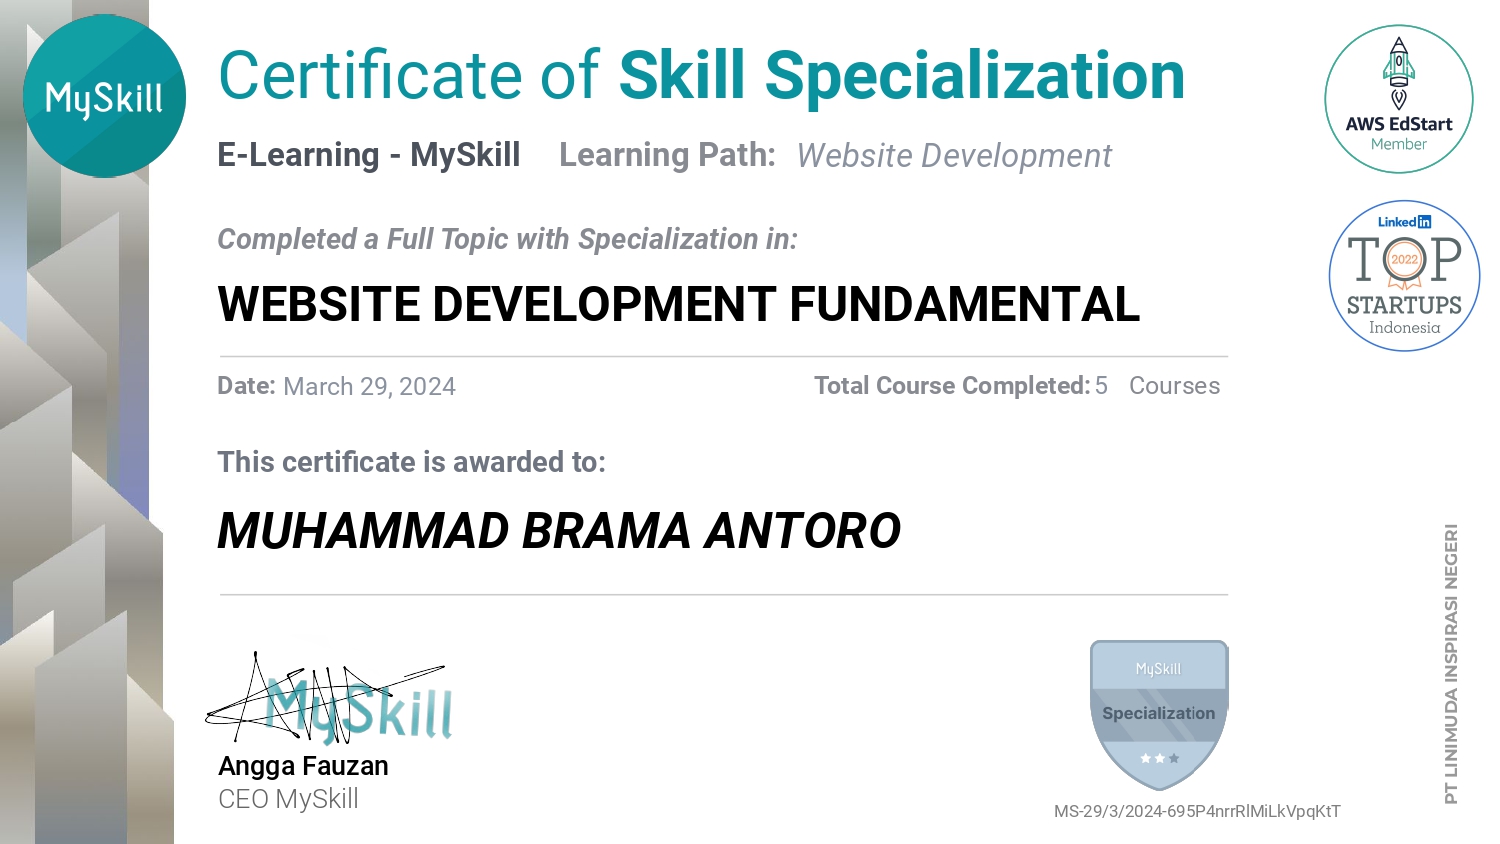 MySkill
Certificate of Skill Specialization
E-Learning - MySkill Learning Path: Website Development
AWS EdStart
Member
Completed a Full Topic with Specialization in:
WEBSITE DEVELOPMENT FUNDAMENTAL
Linked in
TOP
2022
STARTUPS
Indonesia
Date: March 29, 2024 Total Course Completed: 5 Courses
This certificate is awarded to:
MUHAMMAD BRAMA ANTORO
MySkill
Angga Fauzan
CEO MySkill
MySkill
Specialization
MS-29/3/2024-695P4nrrRlMiLkVpqKtT
PT LINIMUDA INSPIRASI NEGERI